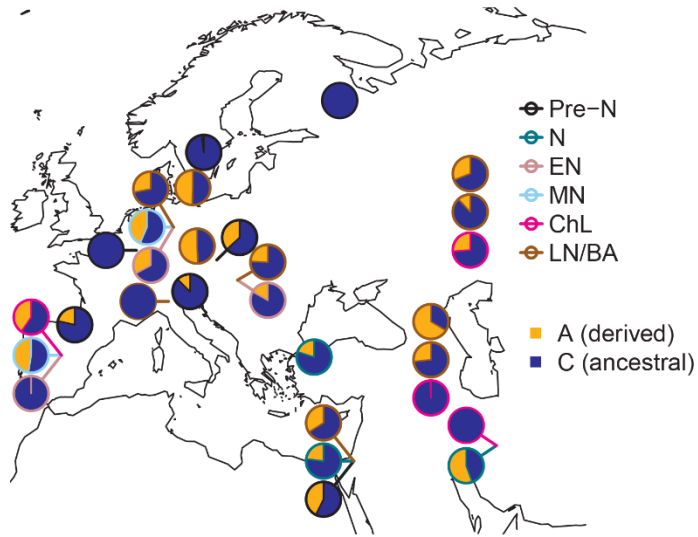 Pre−N
N
EN
MN
ChL
LN/BA
A (derived)
C (ancestral)